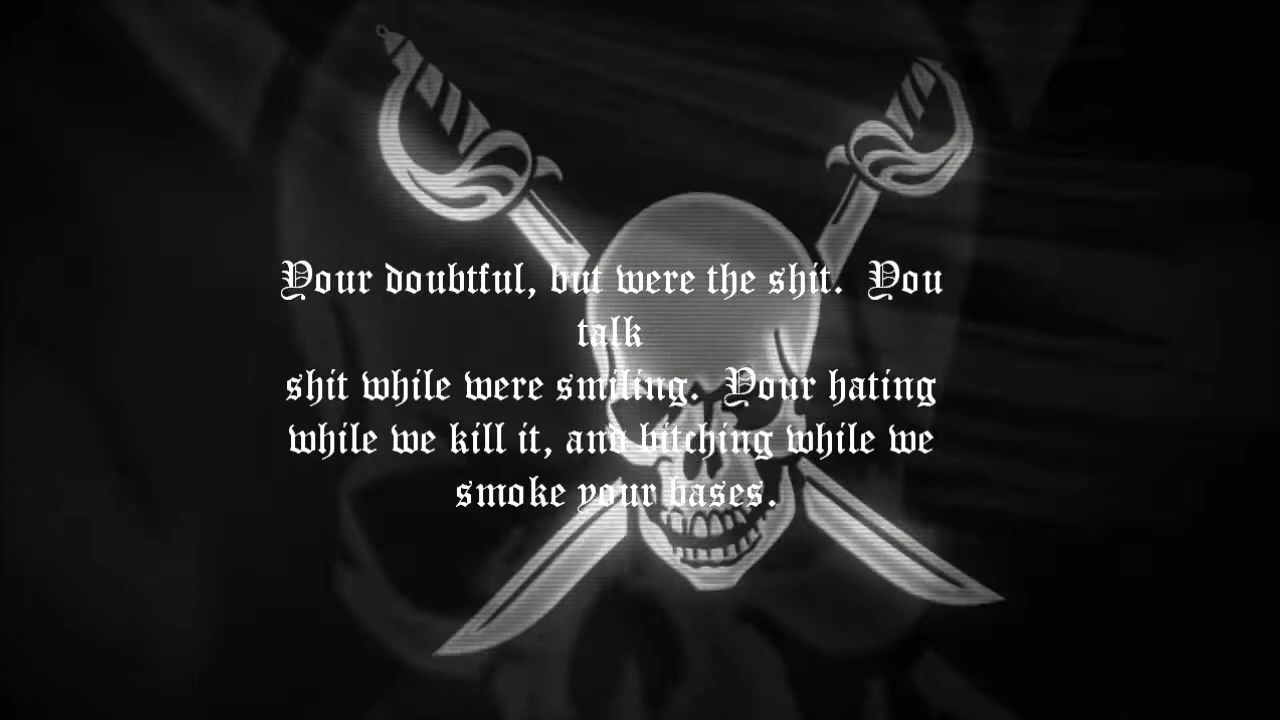 Your doubtful, but were the shit.  You
talk
shit while were smiling.  Your hating
while we kill it, and bitching while we
smoke your bases.